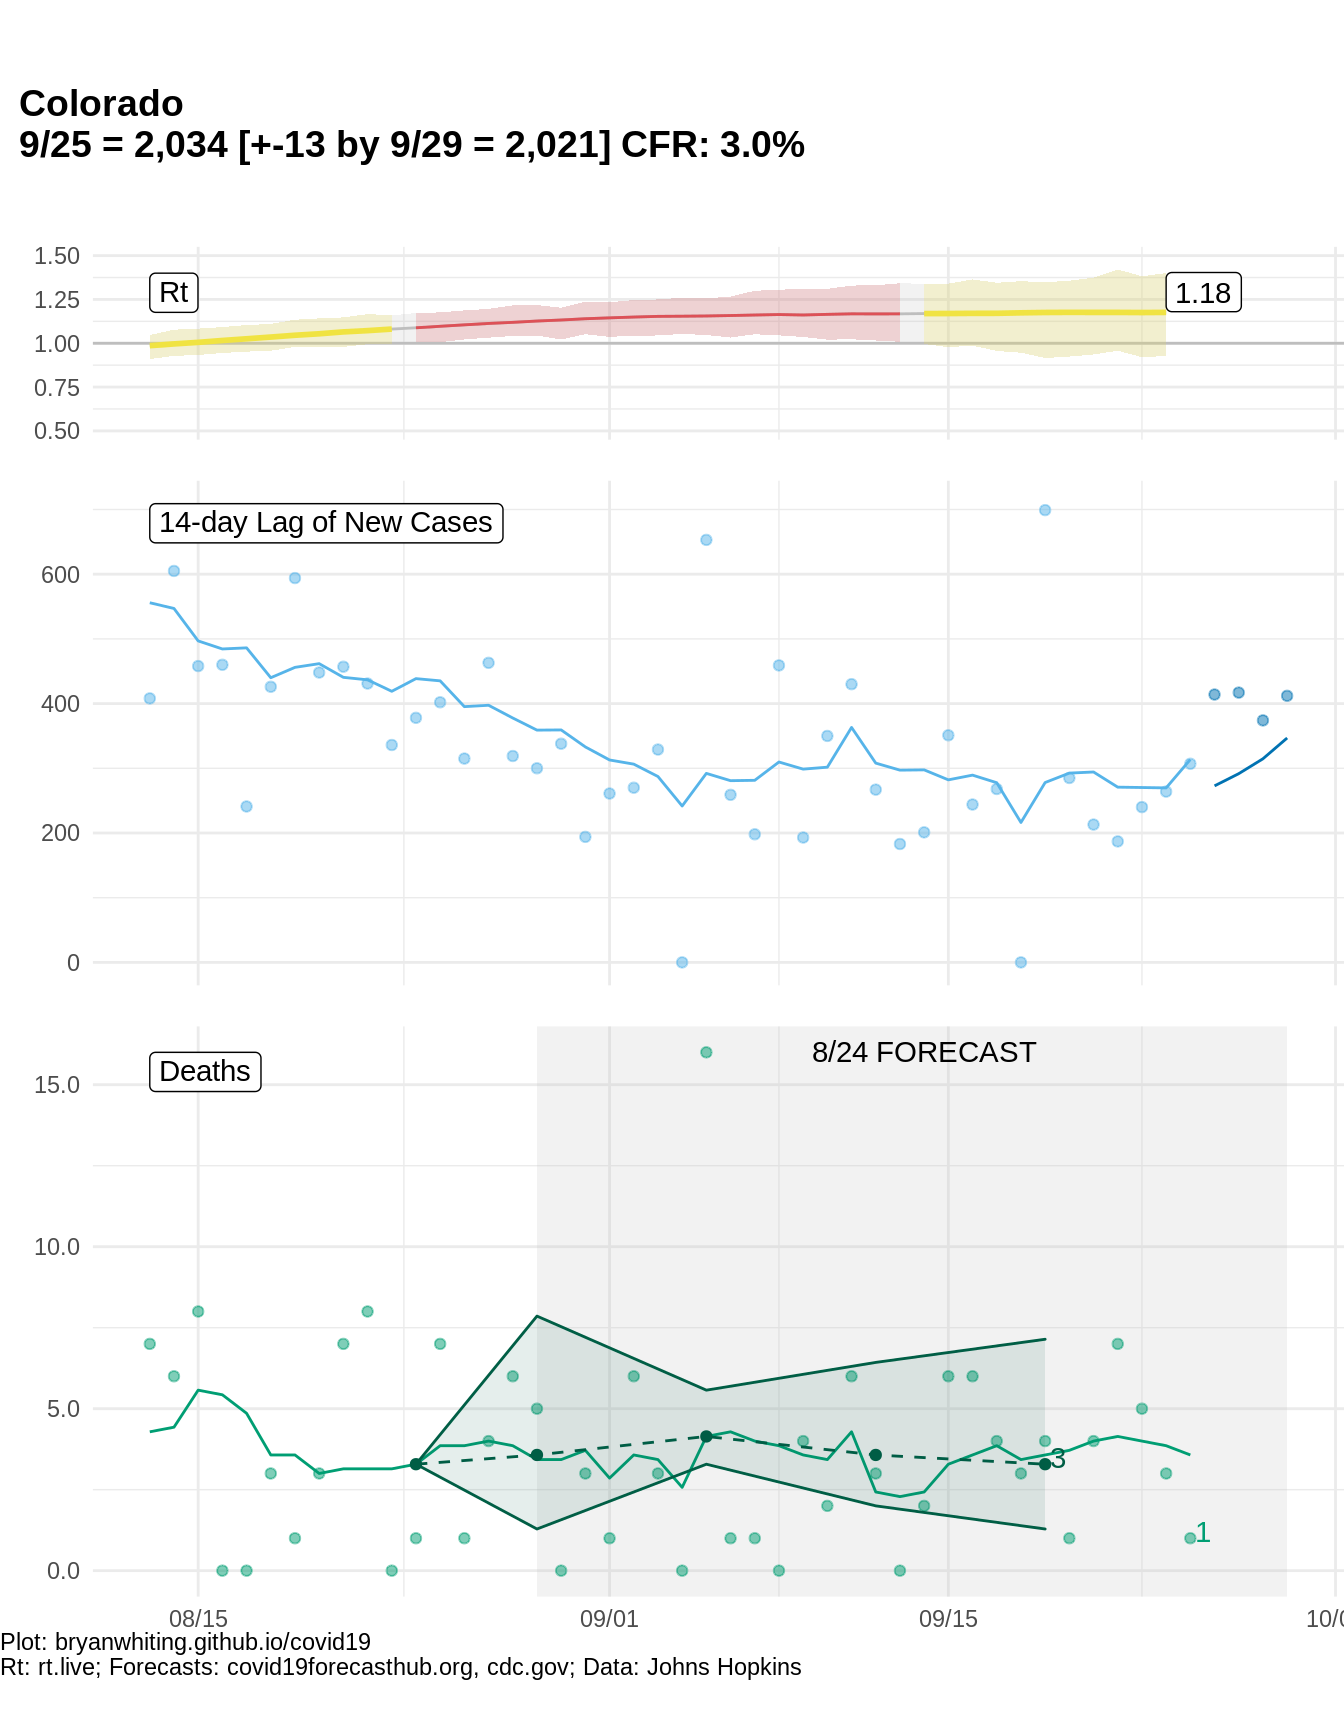 Colorado
9/25 = 2,034 [+-13 by 9/29 = 2,021] CFR: 3.0%
1.50
1.25
1.00
0.75
0.50
Rt
1.18
14-day Lag of New Cases
600
400
200
0
8/24 FORECAST
Deaths
15.0
10.0
5.0
0.0
3
1
08/15
09/01
09/15
10/0
Plot: bryanwhiting.github.io/covid19
Rt: rt.live; Forecasts: covid19forecasthub.org, cdc.gov; Data: Johns Hopkins